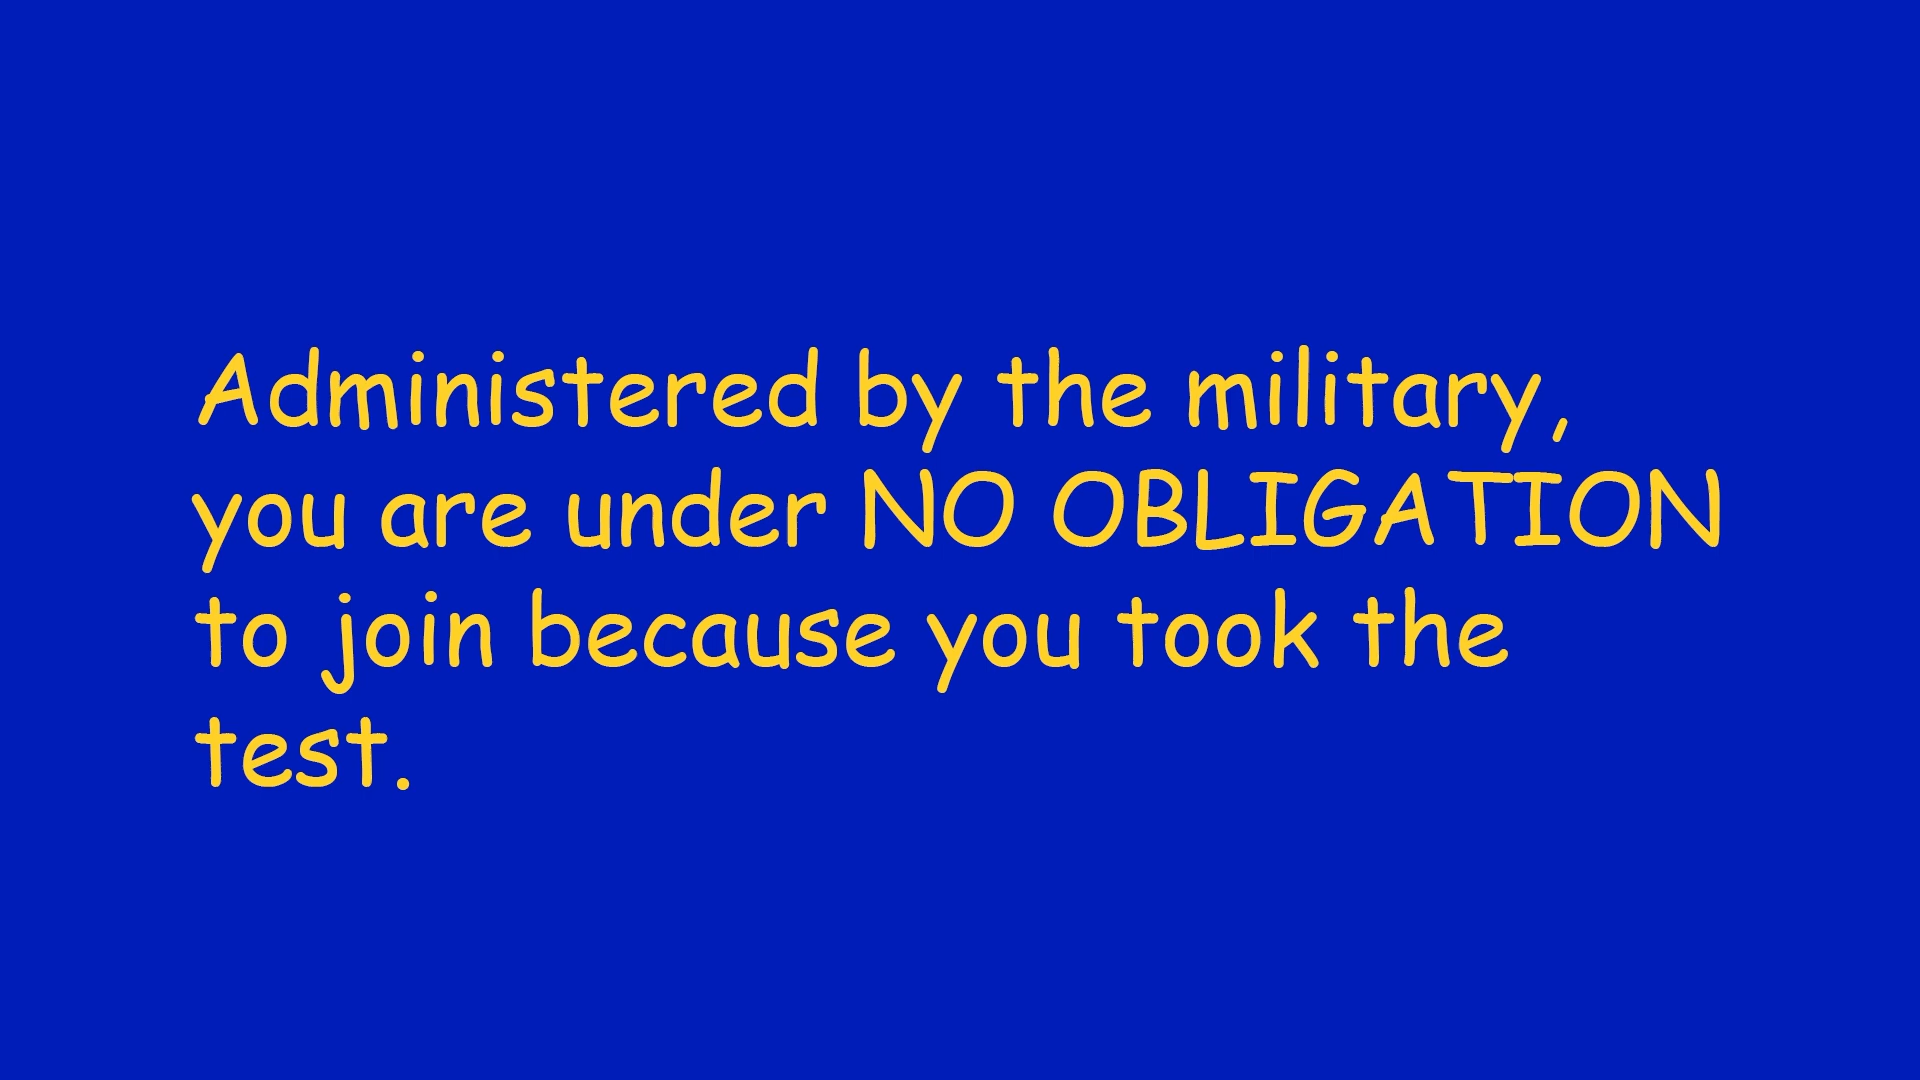 Administered by the military,
you are under NO OBLIGATION
to join because you took the
test.